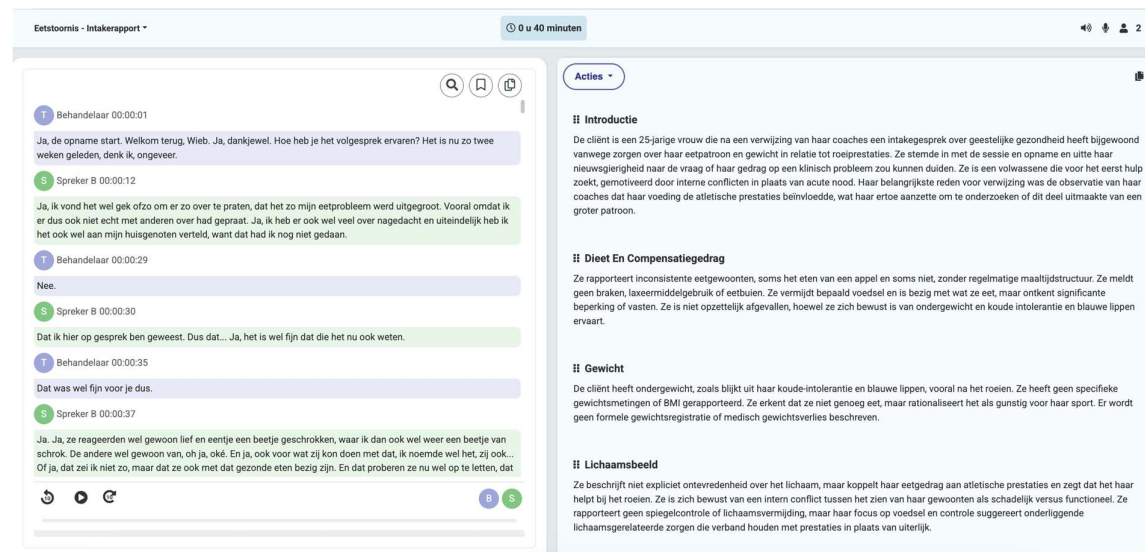 Eetstoornis - Intakerapport
0 u 40 minuten
2
T Behandelaar 00:00:01
Ja, de opname start. Welkom terug, Wieb. Ja, dankjewel. Hoe heb je het volgesprek ervaren? Het is nu zo twee
weken geleden, denk ik, ongeveer.
S Spreker B 00:00:12
Ja, ik vond het wel gek ofzo om er zo over te praten, dat het zo mijn eetprobleem werd uitgegroot. Vooral omdat ik
er dus ook niet echt met anderen over had gepraat. Ja, ik heb er ook wel veel over nagedacht en uiteindelijk heb ik
het ook wel aan mijn huisgenoten verteld, want dat had ik nog niet gedaan.
T Behandelaar 00:00:29
Nee.
S Spreker B 00:00:30
Dat ik hier op gesprek ben geweest. Dus dat... Ja, het is wel fijn dat die het nu ook weten.
T Behandelaar 00:00:35
Dat was wel fijn voor je dus.
S Spreker B 00:00:37
Ja. Ja, ze reageerden wel gewoon lief en eentje een beetje geschrokken, waar ik dan ook wel weer een beetje van
schrok. De andere wel gewoon van, oh ja, oké. En ja, ook voor wat zij kon doen met dat, ik noemde wel het, zij ook...
Of ja, dat zei ik niet zo, maar dat ze ook met dat gezonde eten bezig zijn. En dat proberen ze nu wel op te letten, dat
10
10
B S
Acties
Introductie
De cliënt is een 25-jarige vrouw die na een verwijzing van haar coaches een intakegesprek over geestelijke gezondheid heeft bijgewoond
vanwege zorgen over haar eetpatroon en gewicht in relatie tot roeiprestaties. Ze stemde in met de sessie en opname en uitte haar
nieuwsgierigheid naar de vraag of haar gedrag op een klinisch probleem zou kunnen duiden. Ze is een volwassene die voor het eerst hulp
zoekt, gemotiveerd door interne conflicten in plaats van acute nood. Haar belangrijkste reden voor verwijzing was de observatie van haar
coaches dat haar voeding de atletische prestaties beïnvloedde, wat haar ertoe aanzette om te onderzoeken of dit deel uitmaakte van een
groter patroon.
Dieet En Compensatiegedrag
Ze rapporteert inconsistente eetgewoonten, soms het eten van een appel en soms niet, zonder regelmatige maaltijdstructuur. Ze meldt
geen braken, laxeermiddelgebruik of eetbuien. Ze vermijdt bepaald voedsel en is bezig met wat ze eet, maar ontkent significante
beperking of vasten. Ze is niet opzettelijk afgevallen, hoewel ze zich bewust is van ondergewicht en koude intolerantie en blauwe lippen
ervaart.
Gewicht
De cliënt heeft ondergewicht, zoals blijkt uit haar koude-intolerantie en blauwe lippen, vooral na het roeien. Ze heeft geen specifieke
gewichtsmetingen of BMI gerapporteerd. Ze erkent dat ze niet genoeg eet, maar rationaliseert het als gunstig voor haar sport. Er wordt
geen formele gewichtsregistratie of medisch gewichtsverlies beschreven.
Lichaamsbeeld
Ze beschrijft niet expliciet ontevredenheid over het lichaam, maar koppelt haar eetgedrag aan atletische prestaties en zegt dat het haar
helpt bij het roeien. Ze is zich bewust van een intern conflict tussen het zien van haar gewoonten als schadelijk versus functioneel. Ze
rapporteert geen spiegelcontrole of lichaamsvermijding, maar haar focus op voedsel en controle suggereert onderliggende
lichaamsgerelateerde zorgen die verband houden met prestaties in plaats van uiterlijk.